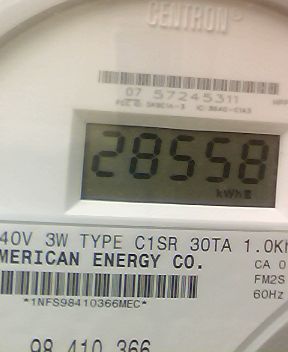 CENTRON®
07 57245311
28558
kWh
40V 3W TYPE C1SR 30TA 1.0Kh
MERICAN ENERGY CO.
CA 0
FM2S
*1NFS98410366MEC*
60Hz
98 410 366